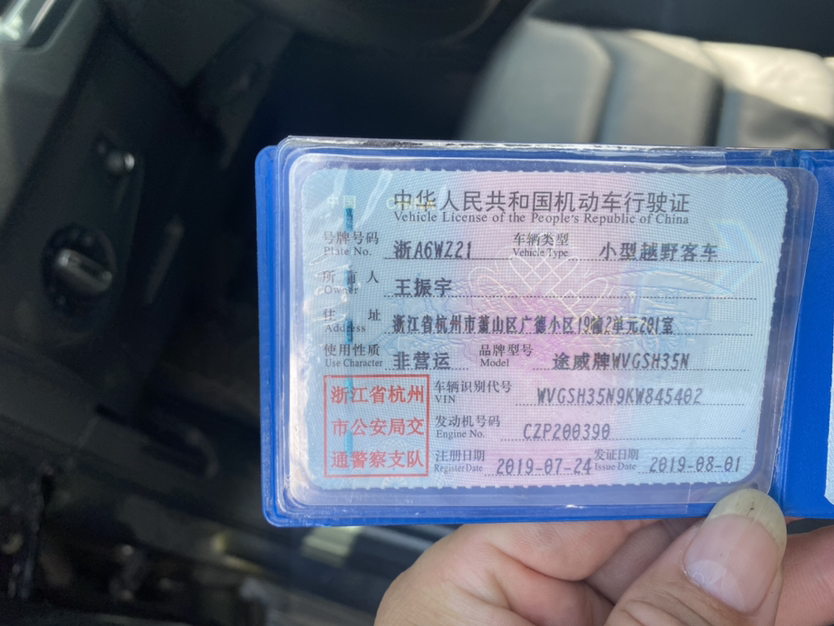 中国 CHINA
中华人民共和国机动车行驶证
Vehicle License of the People's Republic of China
号牌号码 浙A6WZ21 车辆类型 小型越野客车
Plate No. Vehicle Type
所有人 王振宇
Owner
住址 浙江省杭州市萧山区广德小区19幢2单元201室
Address
使用性质 非营运 品牌型号 途威牌WVGSH35N
Use Character Model
浙江省杭州 车辆识别代号 WVGSH35N9KW845402
市公安局交 VIN
通警察支队 发动机号码 CZP200390
Engine No.
注册日期 2019-07-24 发证日期 2019-08-01
Register Date Issue Date